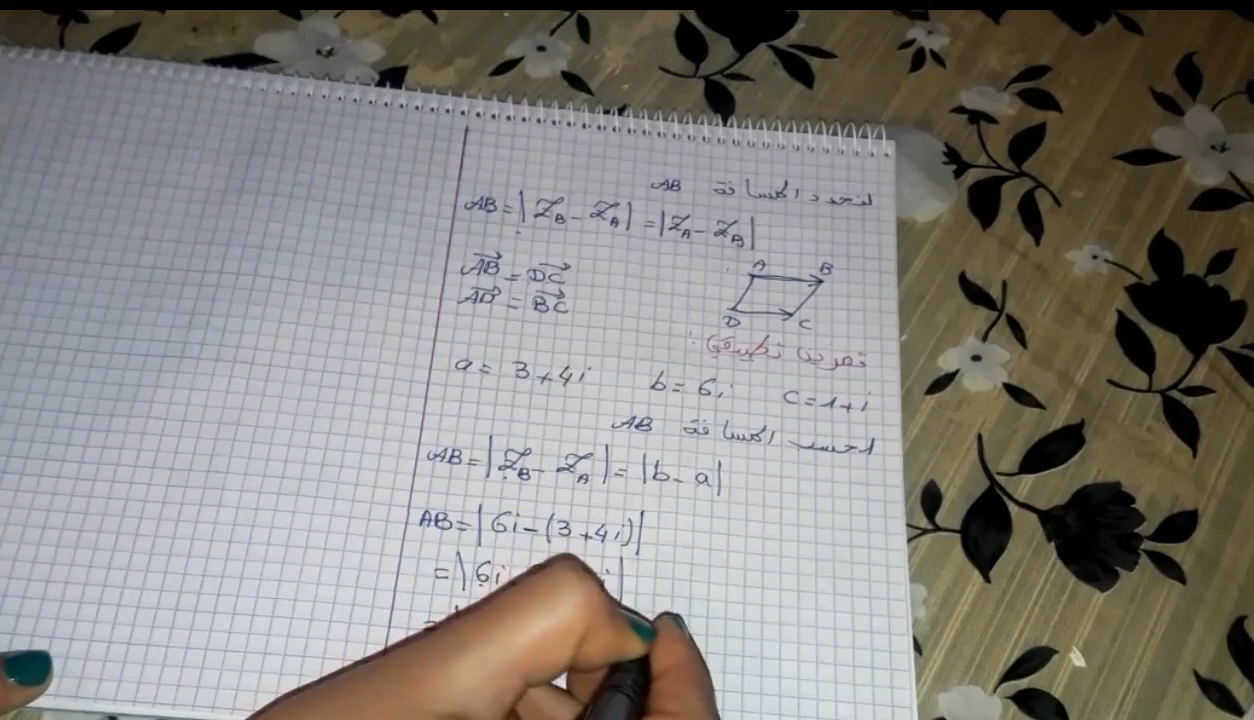 لنحدد المسافة AB
AB = |Z_B - Z_A| = |Z_A - Z_B|
A B
D C
AB = DC
AD = BC
تمرين تطبيقي :
a = 3+4i b = 6i c = 1+i
احسب المسافة AB
AB = |Z_B - Z_A| = |b - a|
AB = |6i - (3+4i)|
= |6i i|